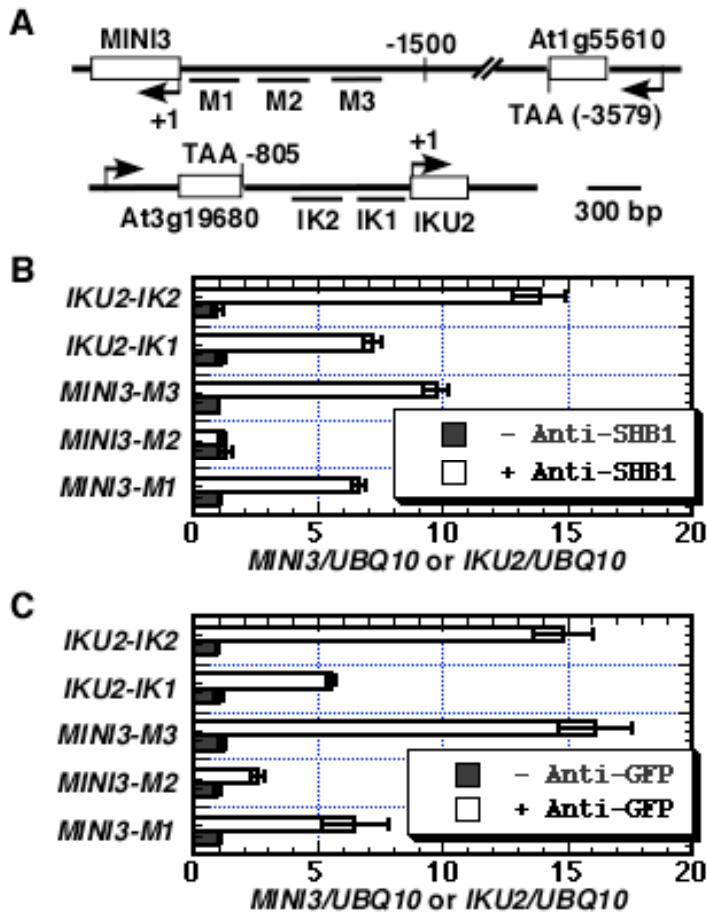 A
MINI3
-1500
At1g55610
M1 M2 M3
+1
TAA (-3579)
TAA -805
+1
At3g19680
IK2 IK1 IKU2
300 bp
B
IKU2-IK2
IKU2-IK1
MINI3-M3
MINI3-M2
MINI3-M1
- Anti-SHB1
+ Anti-SHB1
0 5 10 15 20
MINI3/UBQ10 or IKU2/UBQ10
C
IKU2-IK2
IKU2-IK1
MINI3-M3
MINI3-M2
MINI3-M1
- Anti-GFP
+ Anti-GFP
0 5 10 15 20
MINI3/UBQ10 or IKU2/UBQ10